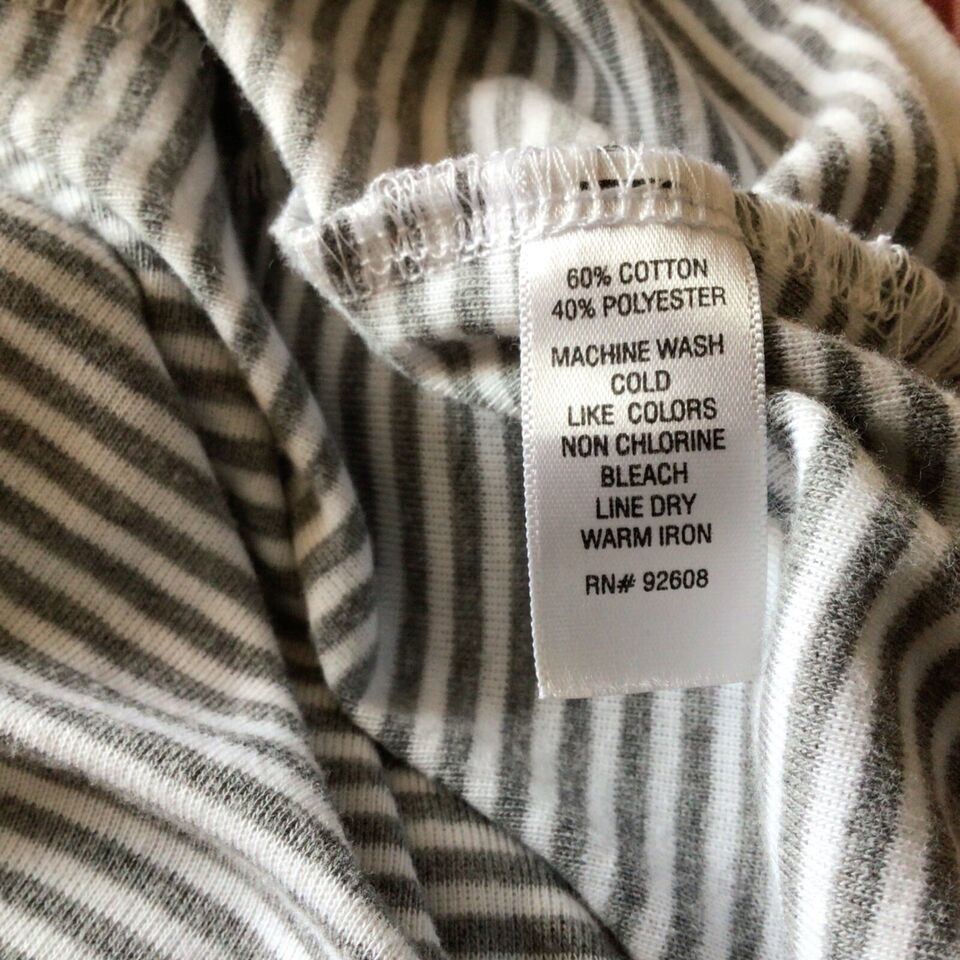 60% COTTON
40% POLYESTER
MACHINE WASH
COLD
LIKE COLORS
NON CHLORINE
BLEACH
LINE DRY
WARM IRON
RN# 92608